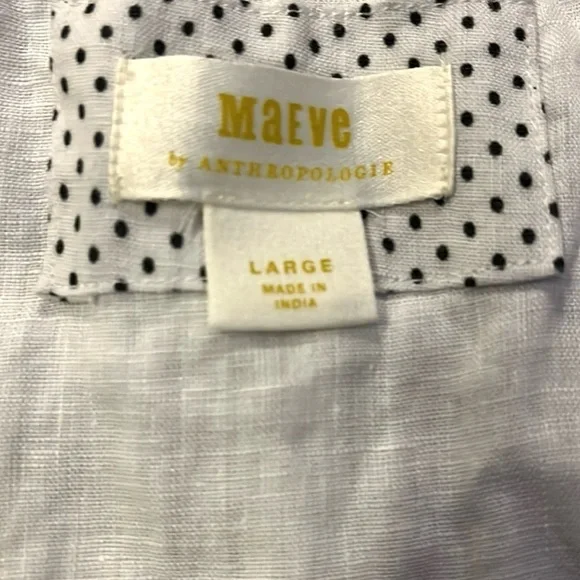 MaEVe
by ANTHROPOLOGIE
LARGE
MADE IN
INDIA